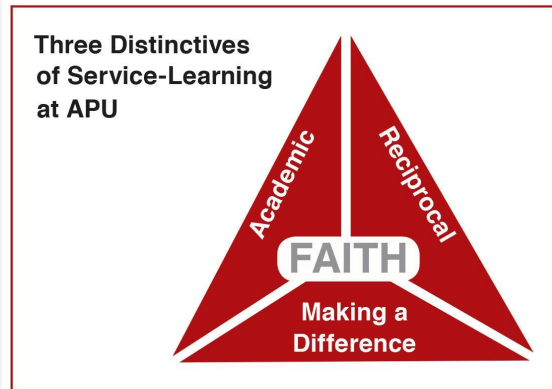 Three Distinctives
of Service-Learning
at APU
Academic
Reciprocal
FAITH
Making a
Difference